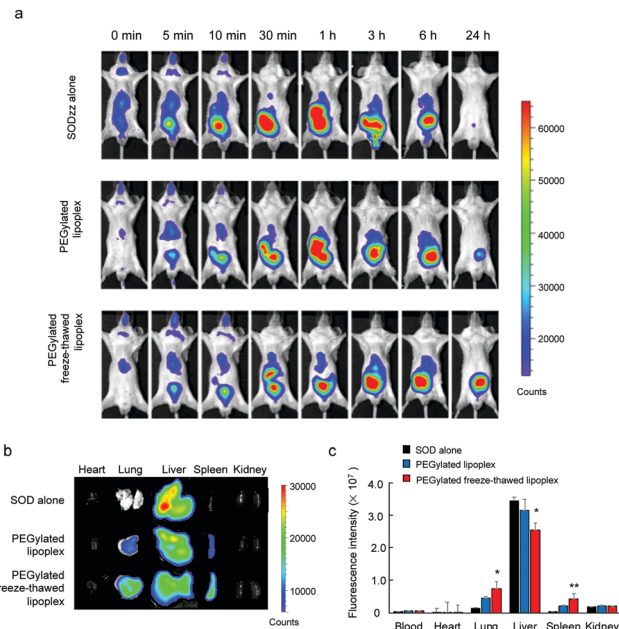 a
0 min 5 min 10 min 30 min 1 h 3 h 6 h 24 h
SODzz alone
PEGylated
lipoplex
PEGylated
freeze-thawed
lipoplex
60000
50000
40000
30000
20000
Counts
b
Heart Lung Liver Spleen Kidney
SOD alone
PEGylated
lipoplex
PEGylated
freeze-thawed
lipoplex
30000
20000
10000
Counts
c
SOD alone
PEGylated lipoplex
PEGylated freeze-thawed lipoplex
Fluorescence intensity (× 10⁷)
4.0
3.0
2.0
1.0
0
* * **
Blood Heart Lung Liver Spleen Kidney